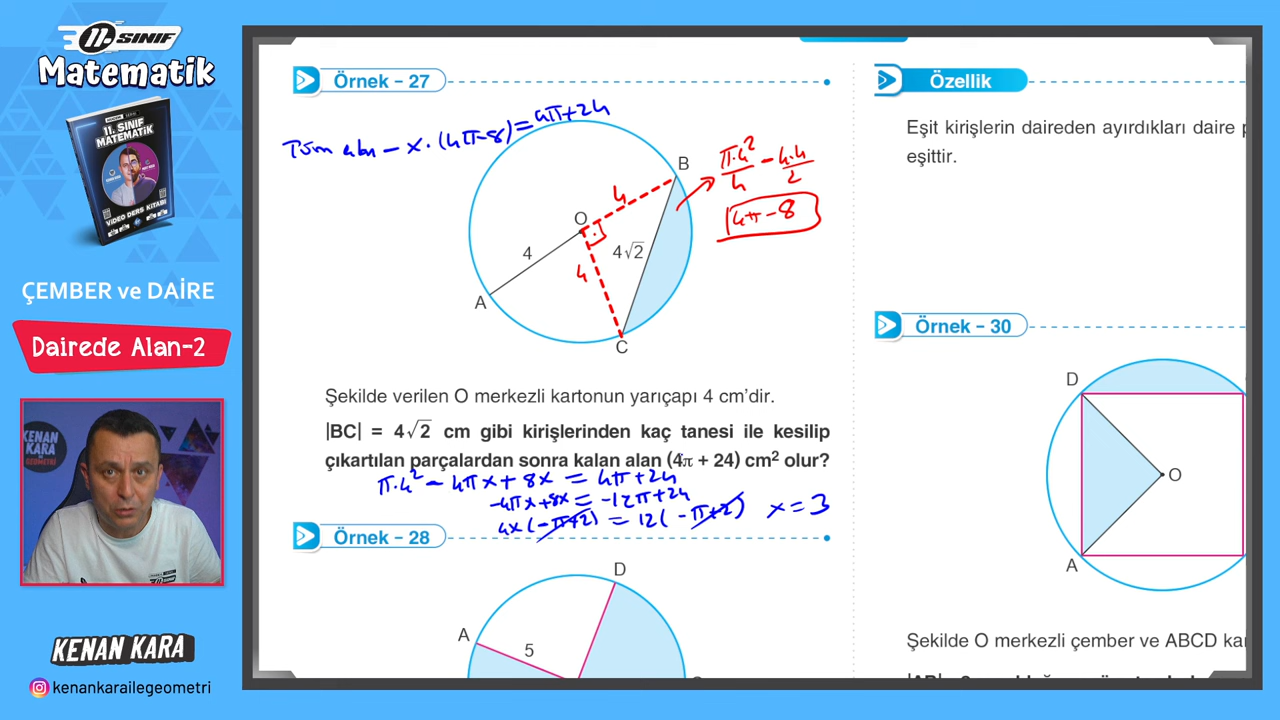 11. SINIF
Matematik
11. SINIF
MATEMATİK
VİDEO DERS KİTABI
ÇEMBER ve DAİRE
Dairede Alan-2
KENAN
KARA
GEOMETRI
KENAN KARA
kenankarailegeometri
Örnek – 27
Tüm alan – x·(4π–8) = 4π+24
B
O
4
4
4
4√2
A
C
π·4²/4 – 4·4/2
4π – 8
Şekilde verilen O merkezli kartonun yarıçapı 4 cm'dir.
|BC| = 4√2 cm gibi kirişlerinden kaç tanesi ile kesilip
çıkartılan parçalardan sonra kalan alan (4π + 24) cm² olur?
π·4² – 4πx + 8x = 4π+24
–4πx+8x = –12π+24
4x(–π+2) = 12(–π+2) x = 3
Örnek – 28
D
A
5
Özellik
Eşit kirişlerin daireden ayırdıkları daire
eşittir.
Örnek – 30
D
O
A
Şekilde O merkezli çember ve ABCD